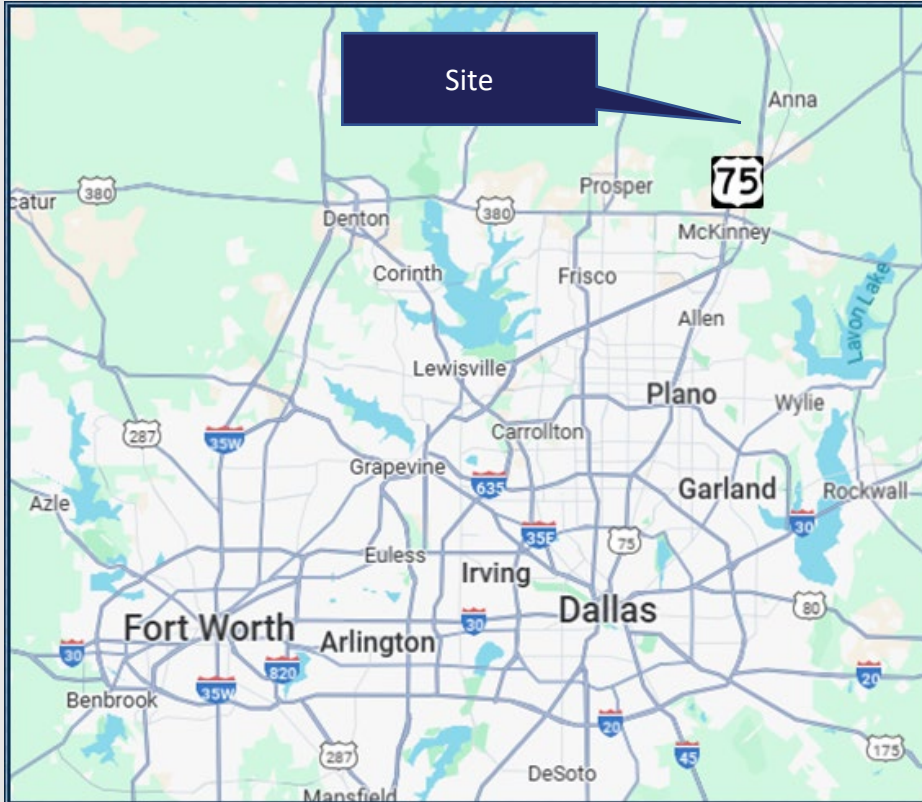 Site
Anna
75
catur
380
Prosper
Denton
380
McKinney
Corinth
Frisco
Lavon Lake
Allen
Lewisville
Plano
Wylie
287
35W
Carrollton
Grapevine
635
Garland
Rockwall
Azle
30
35E
75
Euless
Irving
Dallas
80
Fort Worth
30
Arlington
30
820
20
35W
Benbrook
20
175
287
45
DeSoto
Mansfield